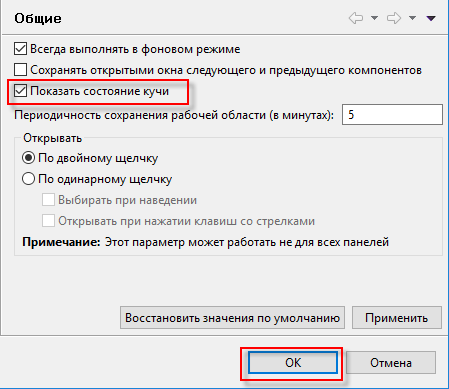 Общие
Всегда выполнять в фоновом режиме
Сохранять открытыми окна следующего и предыдущего компонентов
Показать состояние кучи
Периодичность сохранения рабочей области (в минутах): 5
Открывать
По двойному щелчку
По одинарному щелчку
Выбирать при наведении
Открывать при нажатии клавиш со стрелками
Примечание: Этот параметр может работать не для всех панелей
Восстановить значения по умолчанию Применить
ОК Отмена